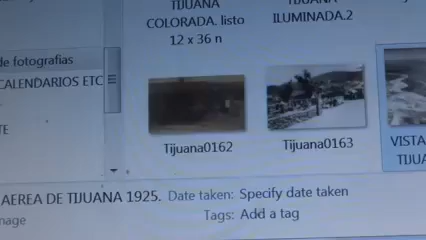 TIJUANA
COLORADA. listo
12 x 36 n
TIJUANA
ILUMINADA.2
de fotografias
CALENDARIOS ETC
TE
Tijuana0162
Tijuana0163
VISTA
TIJUA
AEREA DE TIJUANA 1925.
Date taken: Specify date taken
nage
Tags: Add a tag